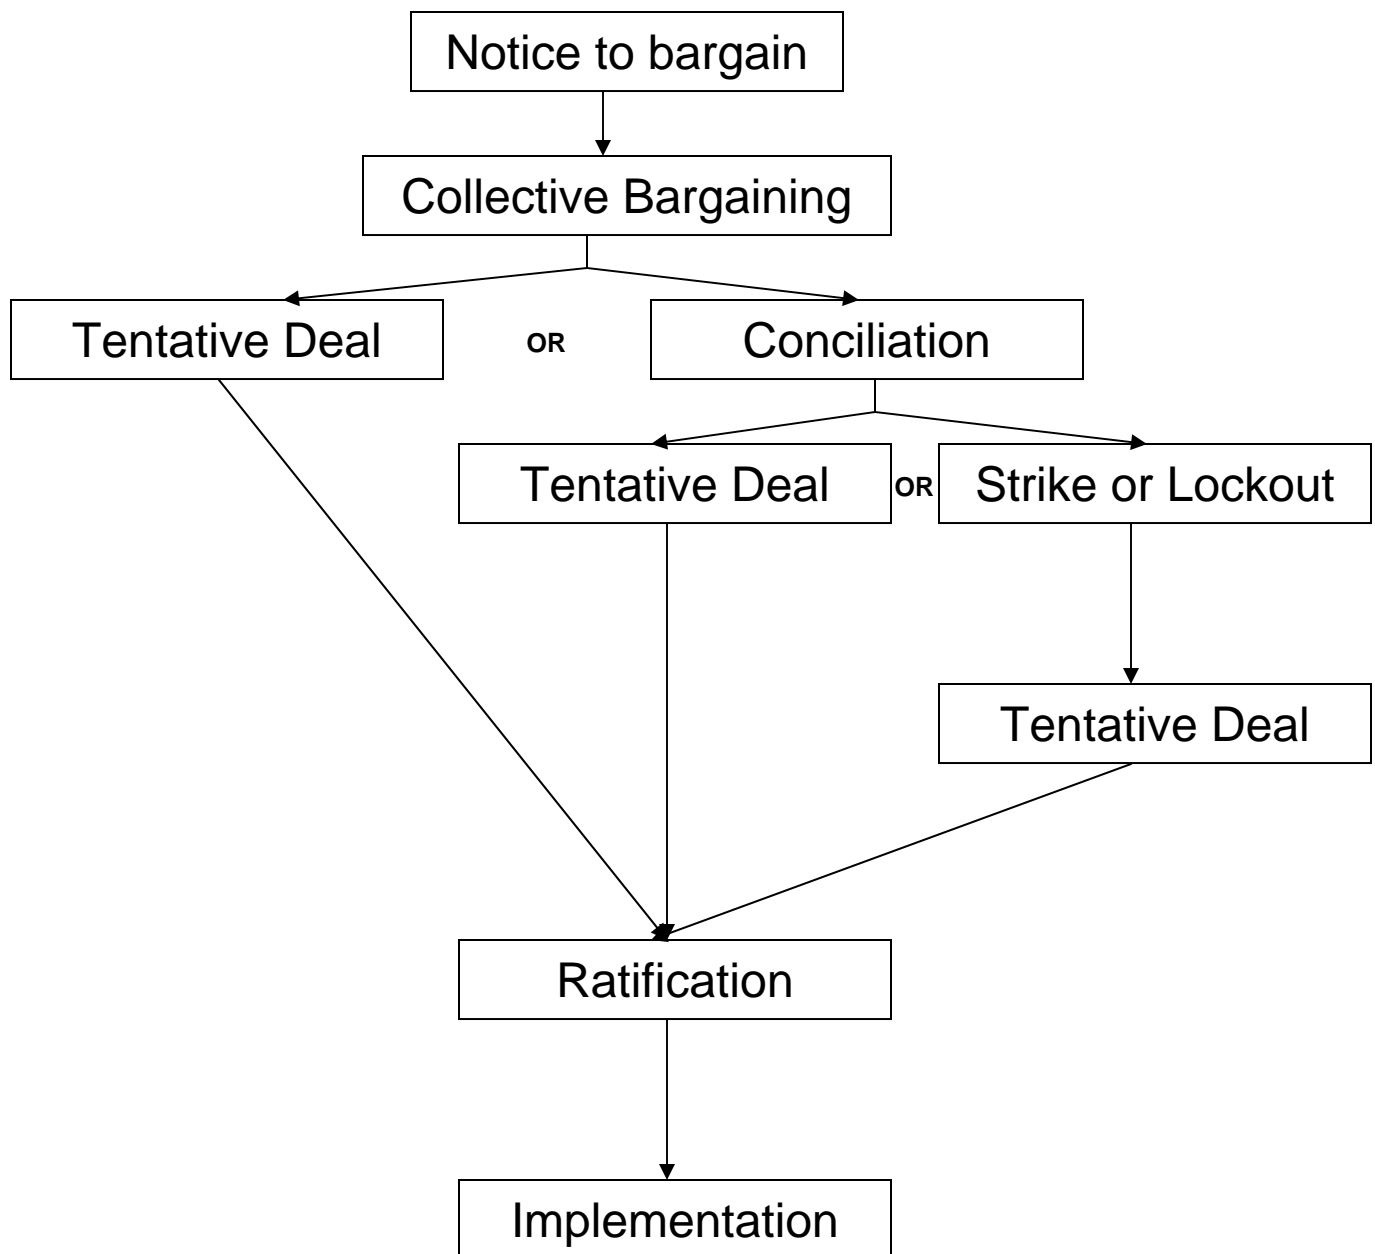 Notice to bargain
Collective Bargaining
Tentative Deal
OR
Conciliation
Tentative Deal
OR
Strike or Lockout
Tentative Deal
Ratification
Implementation